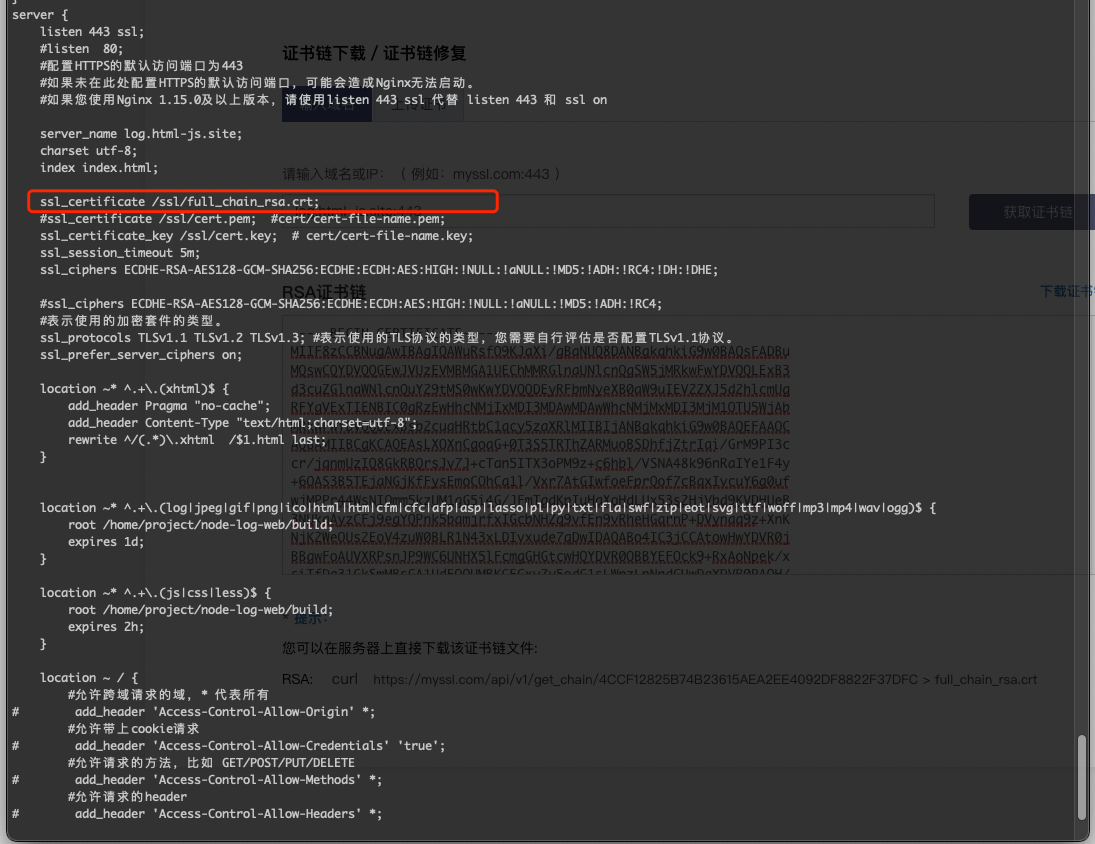 }
server {
    listen 443 ssl;
    #listen  80;
    #配置HTTPS的默认访问端口为443
    #如果未在此处配置HTTPS的默认访问端口，可能会造成Nginx无法启动。
    #如果您使用Nginx 1.15.0及以上版本，请使用listen 443 ssl 代替 listen 443 和 ssl on
    server_name log.html-js.site;
    charset utf-8;
    index index.html;
    ssl_certificate /ssl/full_chain_rsa.crt;
    #ssl_certificate /ssl/cert.pem;  #cert/cert-file-name.pem;
    ssl_certificate_key /ssl/cert.key;  # cert/cert-file-name.key;
    ssl_session_timeout 5m;
    ssl_ciphers ECDHE-RSA-AES128-GCM-SHA256:ECDHE:ECDH:AES:HIGH:!NULL:!aNULL:!MD5:!ADH:!RC4:!DH:!DHE;
    #ssl_ciphers ECDHE-RSA-AES128-GCM-SHA256:ECDHE:ECDH:AES:HIGH:!NULL:!aNULL:!MD5:!ADH:!RC4;
    #表示使用的加密套件的类型。
    ssl_protocols TLSv1.1 TLSv1.2 TLSv1.3; #表示使用的TLS协议的类型，您需要自行评估是否配置TLSv1.1协议。
    ssl_prefer_server_ciphers on;
    location ~* ^.+\.(xhtml)$ {
        add_header Pragma "no-cache";
        add_header Content-Type "text/html;charset=utf-8";
        rewrite ^/(.*)\.xhtml  /$1.html last;
    }
    location ~* ^.+\.(log|jpeg|gif|png|ico|html|htm|cfm|cfc|afp|asp|lasso|pl|py|txt|fla|swf|zip|eot|svg|ttf|woff|mp3|mp4|wav|ogg)$ {
        root /home/project/node-log-web/build;
        expires 1d;
    }
    location ~* ^.+\.(js|css|less)$ {
        root /home/project/node-log-web/build;
        expires 2h;
    }
    location ~ / {
        #允许跨域请求的域，* 代表所有
#        add_header 'Access-Control-Allow-Origin' *;
        #允许带上cookie请求
#        add_header 'Access-Control-Allow-Credentials' 'true';
        #允许请求的方法，比如 GET/POST/PUT/DELETE
#        add_header 'Access-Control-Allow-Methods' *;
        #允许请求的header
#        add_header 'Access-Control-Allow-Headers' *;
证书链下载 / 证书链修复
请输入域名或IP： （ 例如：myssl.com:443 ）
获取证书链
RSA证书链
下载证书
提示：
您可以在服务器上直接下载该证书链文件:
RSA: curl https://myssl.com/api/v1/get_chain/4CCF12825B74B23615AEA2EE4092DF8822F37DFC > full_chain_rsa.crt